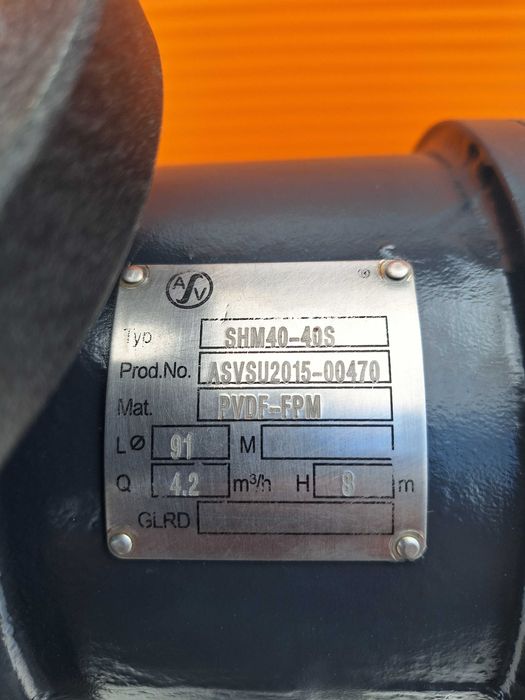 ASV ®
Typ SHM40-40S
Prod.No. ASVSU2015-00470
Mat. PVDF-FPM
LØ 91 M
Q 4.2 m³/h H 8 m
GLRD